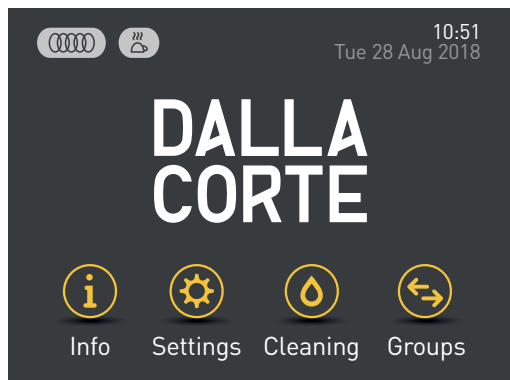 10:51
Tue 28 Aug 2018
DALLA
CORTE
Info Settings Cleaning Groups